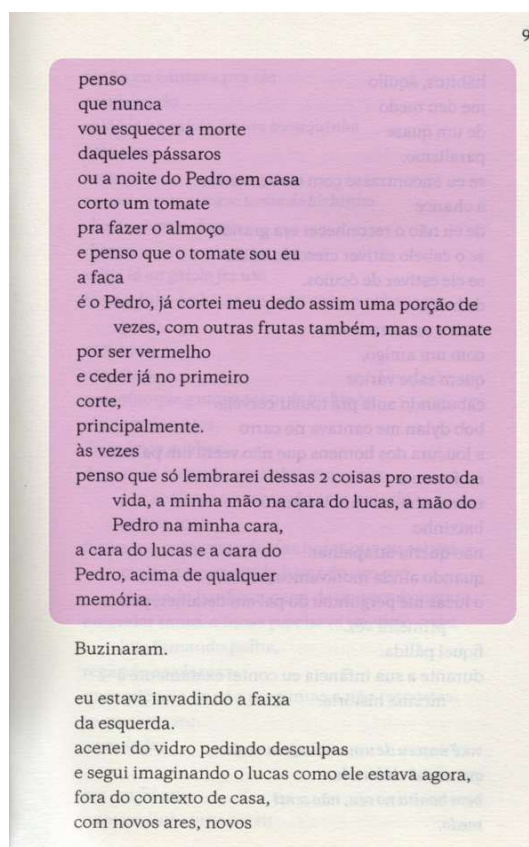 9
penso
que nunca
vou esquecer a morte
daqueles pássaros
ou a noite do Pedro em casa
corto um tomate
pra fazer o almoço
e penso que o tomate sou eu
a faca
é o Pedro, já cortei meu dedo assim uma porção de
vezes, com outras frutas também, mas o tomate
por ser vermelho
e ceder já no primeiro
corte,
principalmente.
às vezes
penso que só lembrarei dessas 2 coisas pro resto da
vida, a minha mão na cara do lucas, a mão do
Pedro na minha cara,
a cara do lucas e a cara do
Pedro, acima de qualquer
memória.
Buzinaram.
eu estava invadindo a faixa
da esquerda.
acenei do vidro pedindo desculpas
e segui imaginando o lucas como ele estava agora,
fora do contexto de casa,
com novos ares, novos